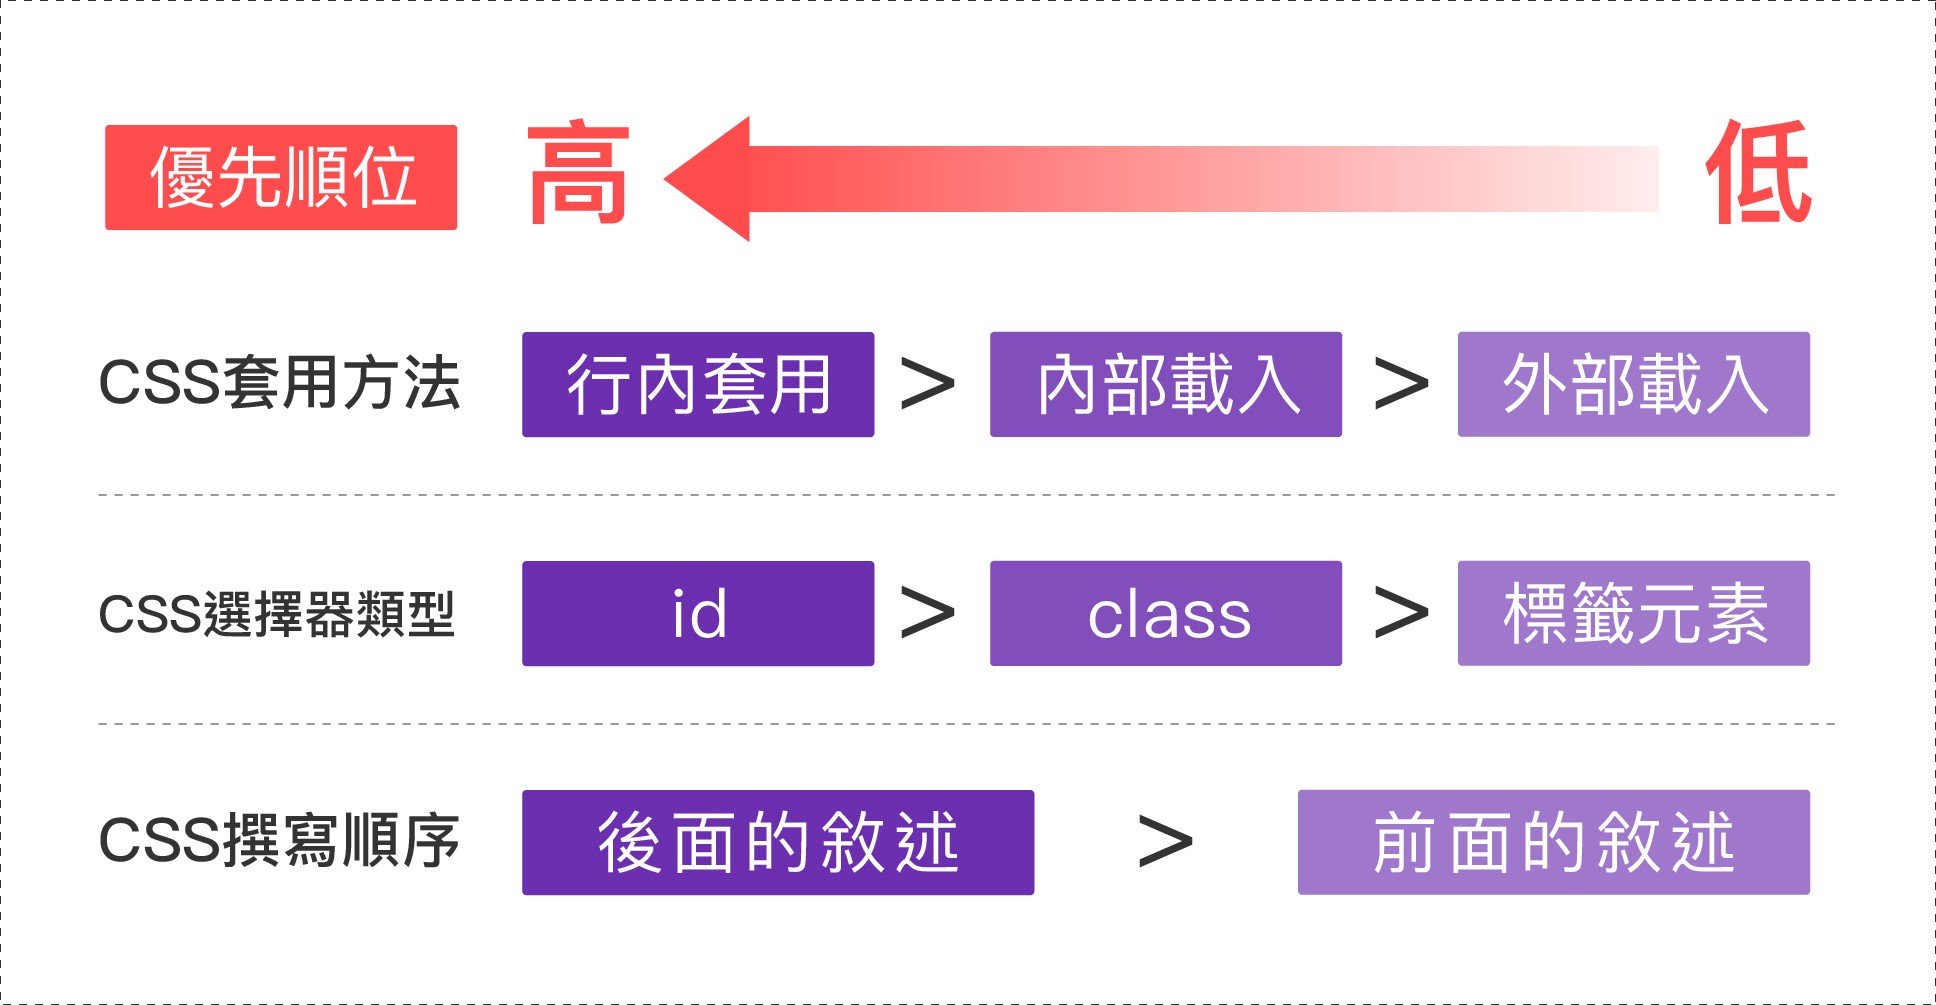 優先順位 高 低
CSS套用方法 行內套用 > 內部載入 > 外部載入
CSS選擇器類型 id > class > 標籤元素
CSS撰寫順序 後面的敘述 > 前面的敘述